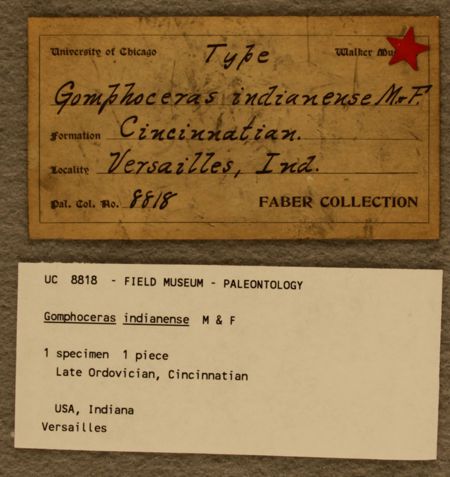 University of Chicago Type Walker
Gomphoceras indianense M & F.
Formation Cincinnatian.
Locality Versailles, Ind.
Pal. Col. No. 8818 FABER COLLECTION
UC 8818 - FIELD MUSEUM - PALEONTOLOGY
Gomphoceras indianense M & F
1 specimen 1 piece
Late Ordovician, Cincinnatian
USA, Indiana
Versailles